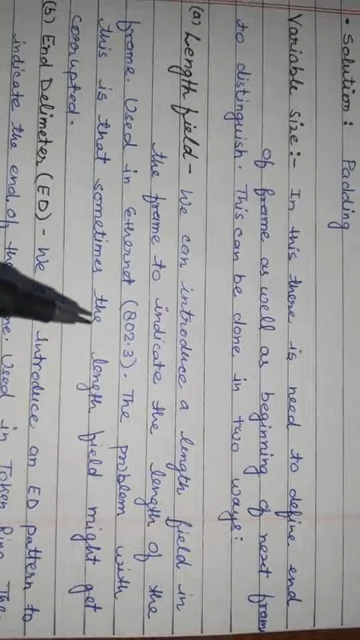 • Solution: Padding
Variable size:- In this there is need to define end
of frame as well as beginning of next fram
to distinguish. This can be done in two ways:
(a) Length field - We can introduce a length field in
the frame to indicate the length of the
frame. Used in Ethernet (802.3). The problem with
this is that sometimes the length field might get
corrupted.
(b) End Delimeter (ED) - We introduce an ED pattern to
indicate the end of the Used in Token Ring. The